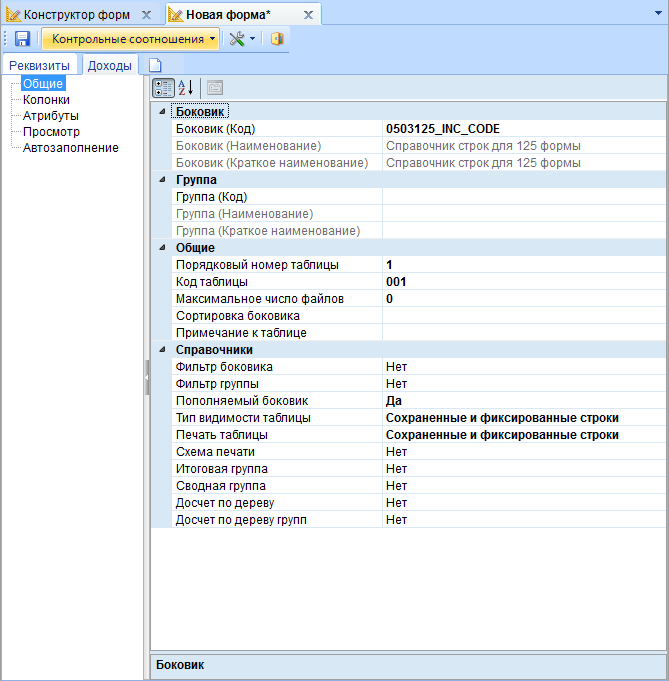 Конструктор форм
Новая форма*
Контрольные соотношения
Реквизиты
Доходы
Общие
Колонки
Атрибуты
Просмотр
Автозаполнение
Боковик
Боковик (Код) 0503125_INC_CODE
Боковик (Наименование) Справочник строк для 125 формы
Боковик (Краткое наименование) Справочник строк для 125 формы
Группа
Группа (Код)
Группа (Наименование)
Группа (Краткое наименование)
Общие
Порядковый номер таблицы 1
Код таблицы 001
Максимальное число файлов 0
Сортировка боковика
Примечание к таблице
Справочники
Фильтр боковика Нет
Фильтр группы Нет
Пополняемый боковик Да
Тип видимости таблицы Сохраненные и фиксированные строки
Печать таблицы Сохраненные и фиксированные строки
Схема печати Нет
Итоговая группа Нет
Сводная группа Нет
Досчет по дереву Нет
Досчет по дереву групп Нет
Боковик